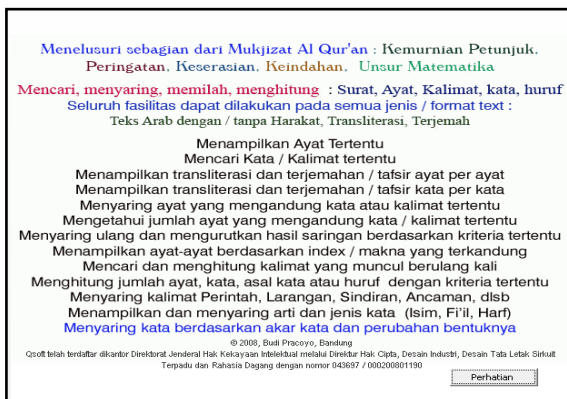 Menelusuri sebagian dari Mukjizat Al Qur'an : Kemurnian Petunjuk.
Peringatan, Keserasian, Keindahan, Unsur Matematika
Mencari, menyaring, memilah, menghitung : Surat, Ayat, Kalimat, kata, huruf
Seluruh fasilitas dapat dilakukan pada semua jenis / format text :
Teks Arab dengan / tanpa Harakat, Transliterasi, Terjemah
Menampilkan Ayat Tertentu
Mencari Kata / Kalimat tertentu
Menampilkan transliterasi dan terjemahan / tafsir ayat per ayat
Menampilkan transliterasi dan terjemahan / tafsir kata per kata
Menyaring ayat yang mengandung kata atau kalimat tertentu
Mengetahui jumlah ayat yang mengandung kata / kalimat tertentu
Menyaring ulang dan mengurutkan hasil saringan berdasarkan kriteria tertentu
Menampilkan ayat-ayat berdasarkan index / makna yang terkandung
Mencari dan menghitung kalimat yang muncul berulang kali
Menghitung jumlah ayat, kata, asal kata atau huruf dengan kriteria tertentu
Menyaring kalimat Perintah, Larangan, Sindiran, Ancaman, dlsb
Menampilkan dan menyaring arti dan jenis kata (Isim, Fi'il, Harf)
Menyaring kata berdasarkan akar kata dan perubahan bentuknya
© 2008, Budi Pracoyo, Bandung
Qsoft telah terdaftar dikantor Direktorat Jenderal Hak Kekayaan Intelektual melalui Direktur Hak Cipta, Desain Industri, Desain Tata Letak Sirkuit
Terpadu dan Rahasia Dagang dengan nomor 043697 / 000200801190
Perhatian